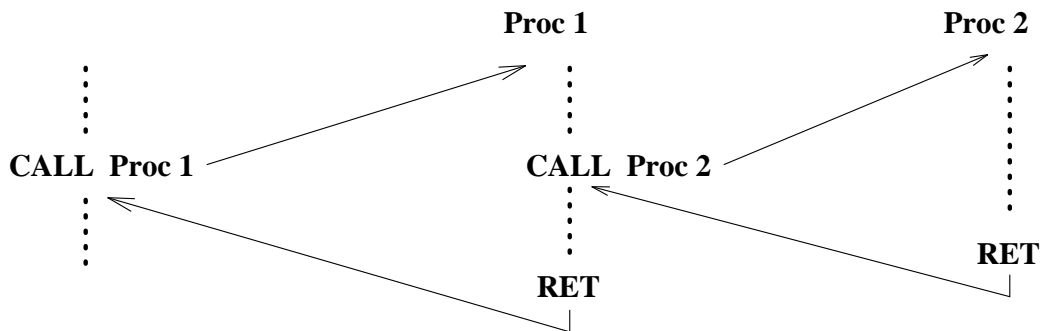 Proc 1
Proc 2
CALL Proc 1
CALL Proc 2
RET
RET